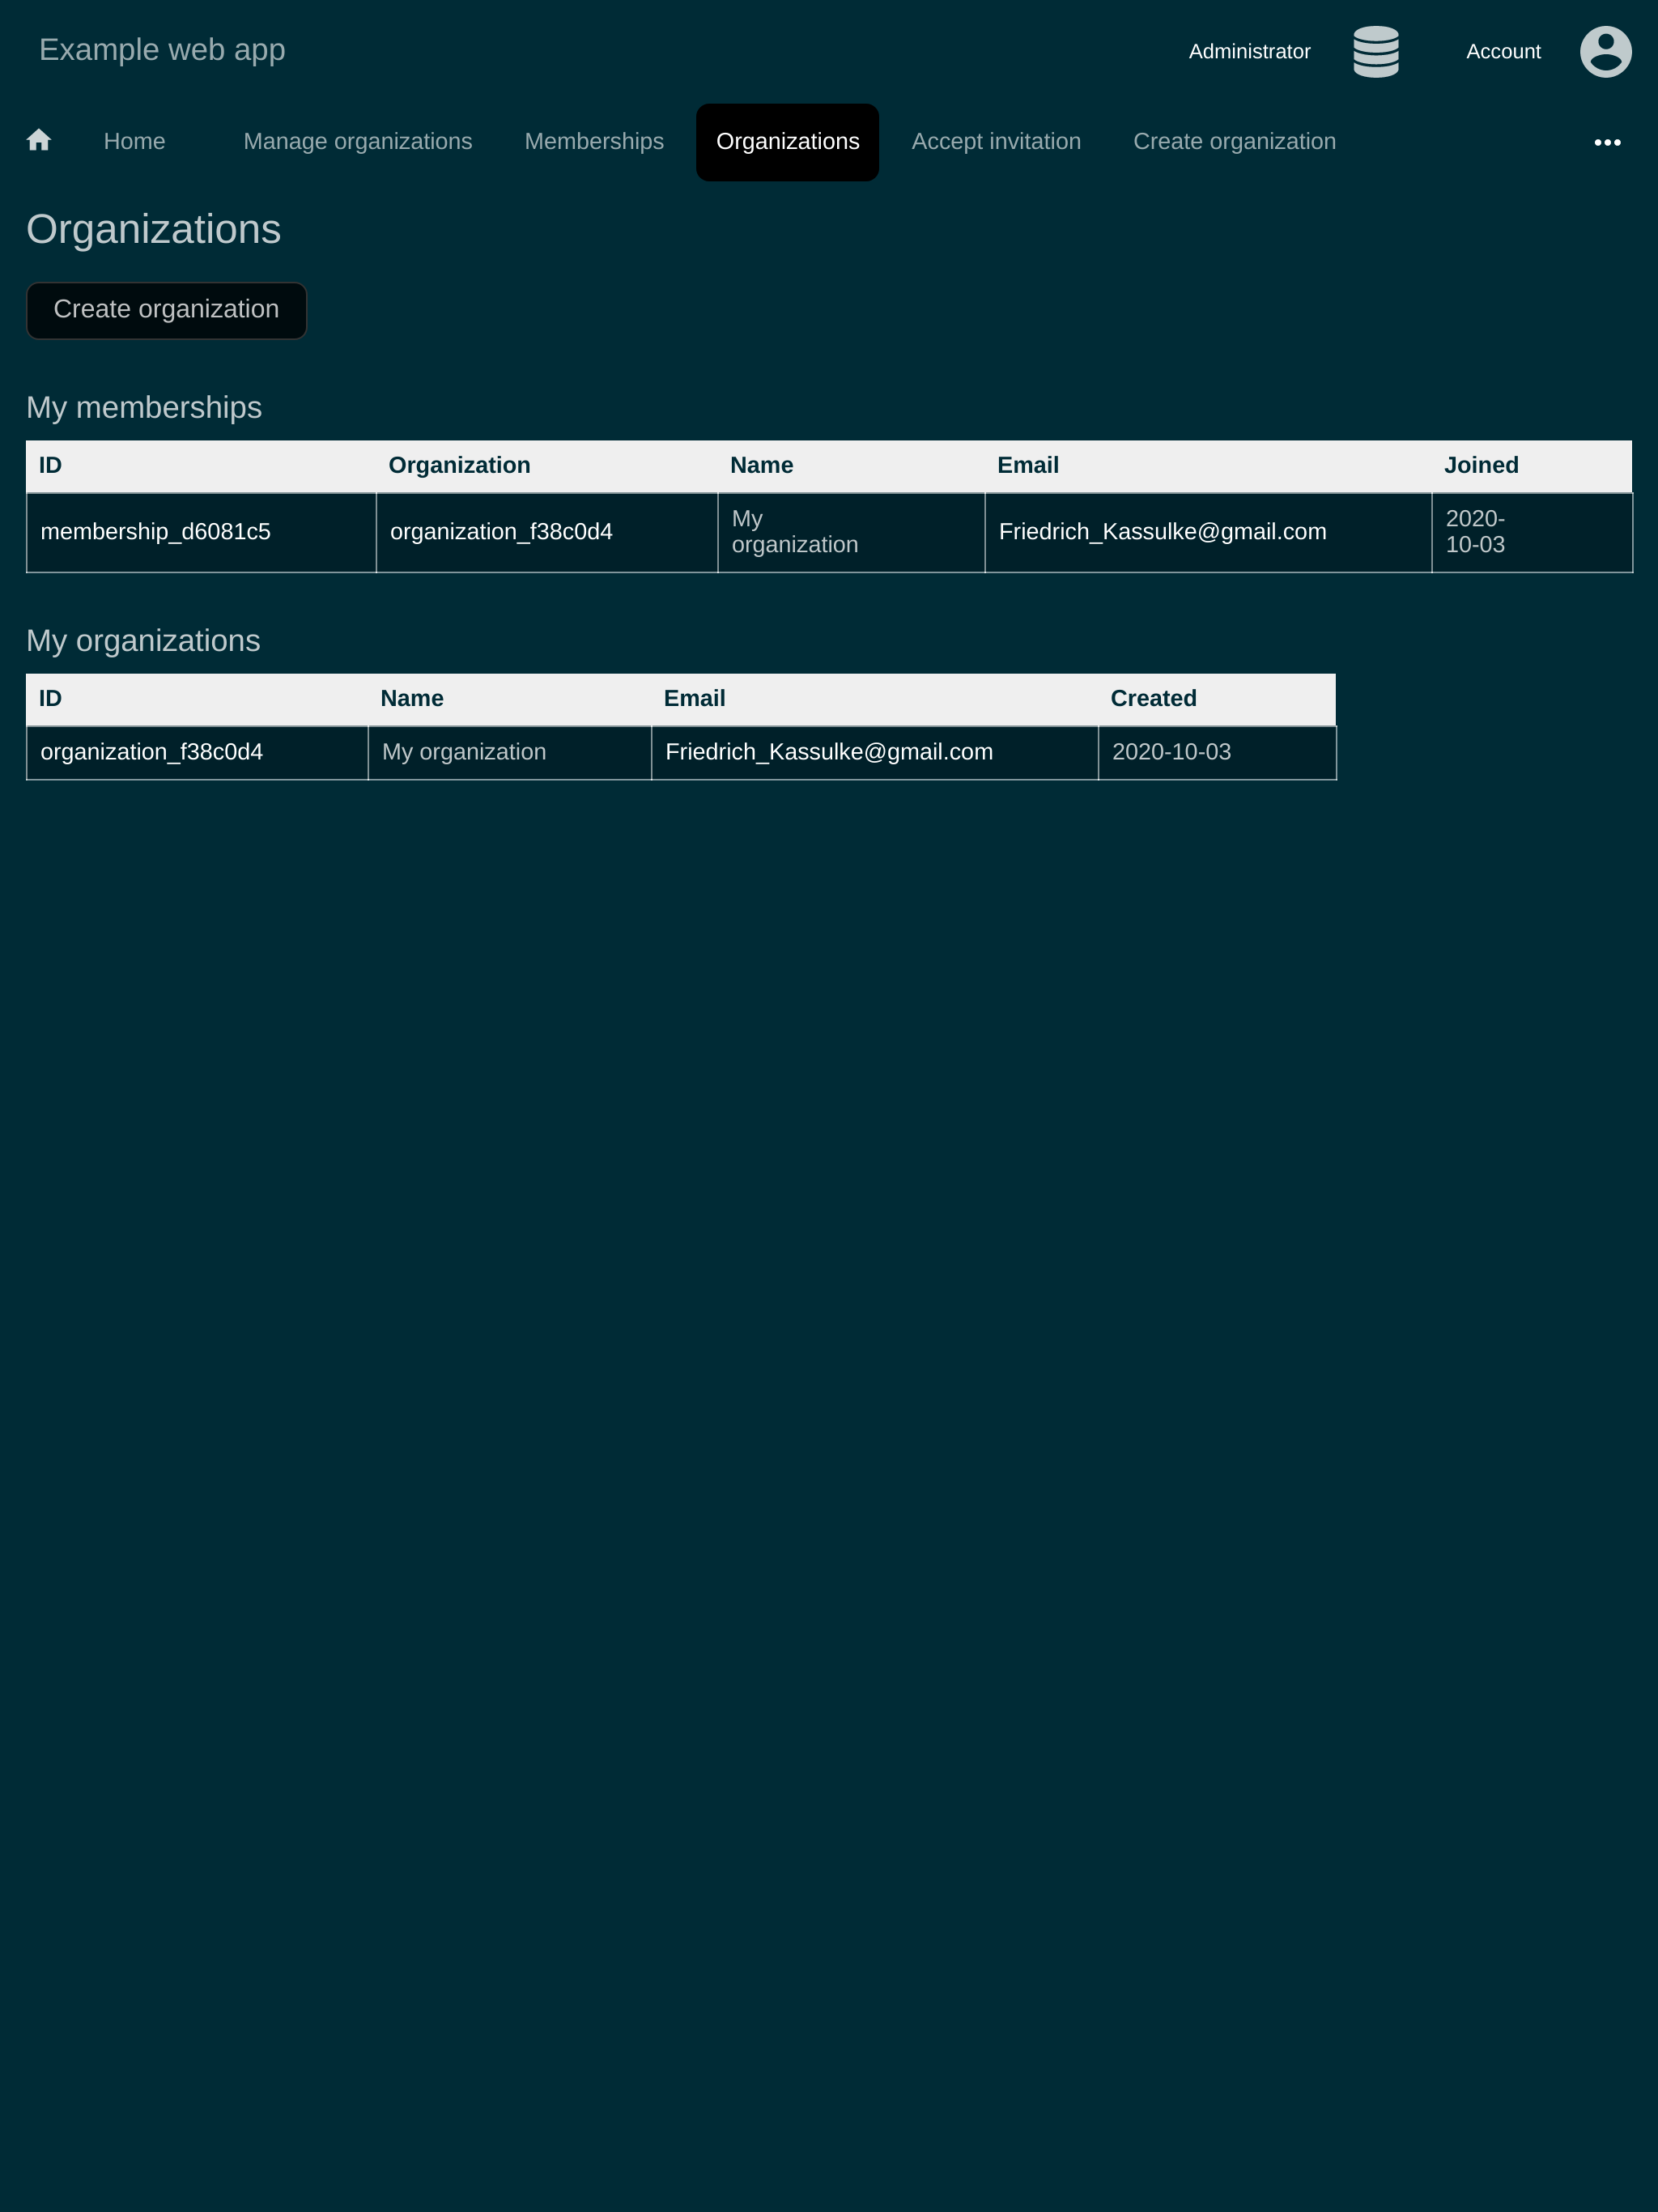 Example web app
Administrator
Account
Home
Manage organizations
Memberships
Organizations
Accept invitation
Create organization
Organizations
Create organization
My memberships
ID Organization Name Email Joined
membership_d6081c5 organization_f38c0d4 My organization Friedrich_Kassulke@gmail.com 2020-10-03
My organizations
ID Name Email Created
organization_f38c0d4 My organization Friedrich_Kassulke@gmail.com 2020-10-03